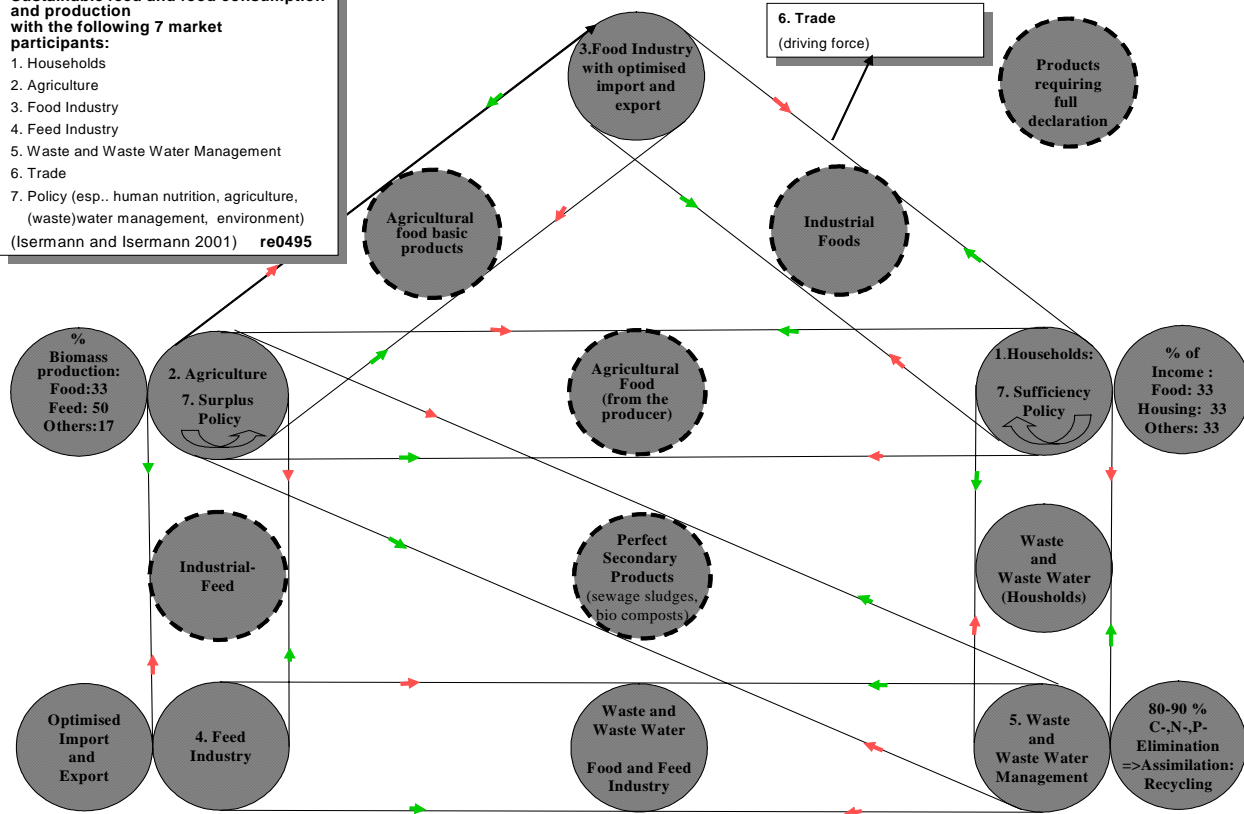 Sustainable feed and food consumption
and production
with the following 7 market
participants:
1. Households
2. Agriculture
3. Food Industry
4. Feed Industry
5. Waste and Waste Water Management
6. Trade
7. Policy (esp.. human nutrition, agriculture,
(waste)water management, environment)
(Isermann and Isermann 2001) re0495
3.Food Industry
with optimised
import and
export
6. Trade
(driving force)
Products
requiring
full
declaration
Agricultural
food basic
products
Industrial
Foods
%
Biomass
production:
Food:33
Feed: 50
Others:17
2. Agriculture
7. Surplus
Policy
Agricultural
Food
(from the
producer)
1.Households:
7. Sufficiency
Policy
% of
Income :
Food: 33
Housing: 33
Others: 33
Industrial-
Feed
Perfect
Secondary
Products
(sewage sludges,
bio composts)
Waste
and
Waste Water
(Housholds)
Optimised
Import
and
Export
4. Feed
Industry
Waste and
Waste Water
Food and Feed
Industry
5. Waste
and
Waste Water
Management
80-90 %
C-,N-,P-
Elimination
=>Assimilation:
Recycling